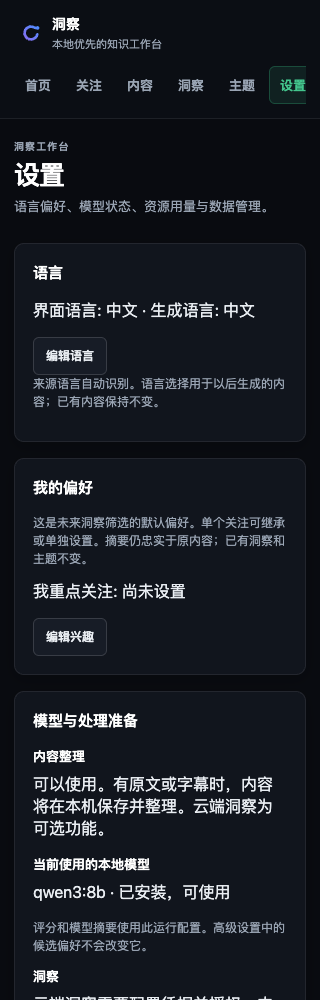 洞察
本地优先的知识工作台
首页 关注 内容 洞察 主题 设置
洞察工作台
设置
语言偏好、模型状态、资源用量与数据管理。
语言
界面语言: 中文 · 生成语言: 中文
编辑语言
来源语言自动识别。语言选择用于以后生成的内
容；已有内容保持不变。
我的偏好
这是未来洞察筛选的默认偏好。单个关注可继承
或单独设置。摘要仍忠实于原内容；已有洞察和
主题不变。
我重点关注: 尚未设置
编辑兴趣
模型与处理准备
内容整理
可以使用。有原文或字幕时，内容
将在本机保存并整理。云端洞察为
可选功能。
当前使用的本地模型
qwen3:8b · 已安装，可使用
评分和模型摘要使用此运行配置。高级设置中的
候选偏好不会改变它。
洞察